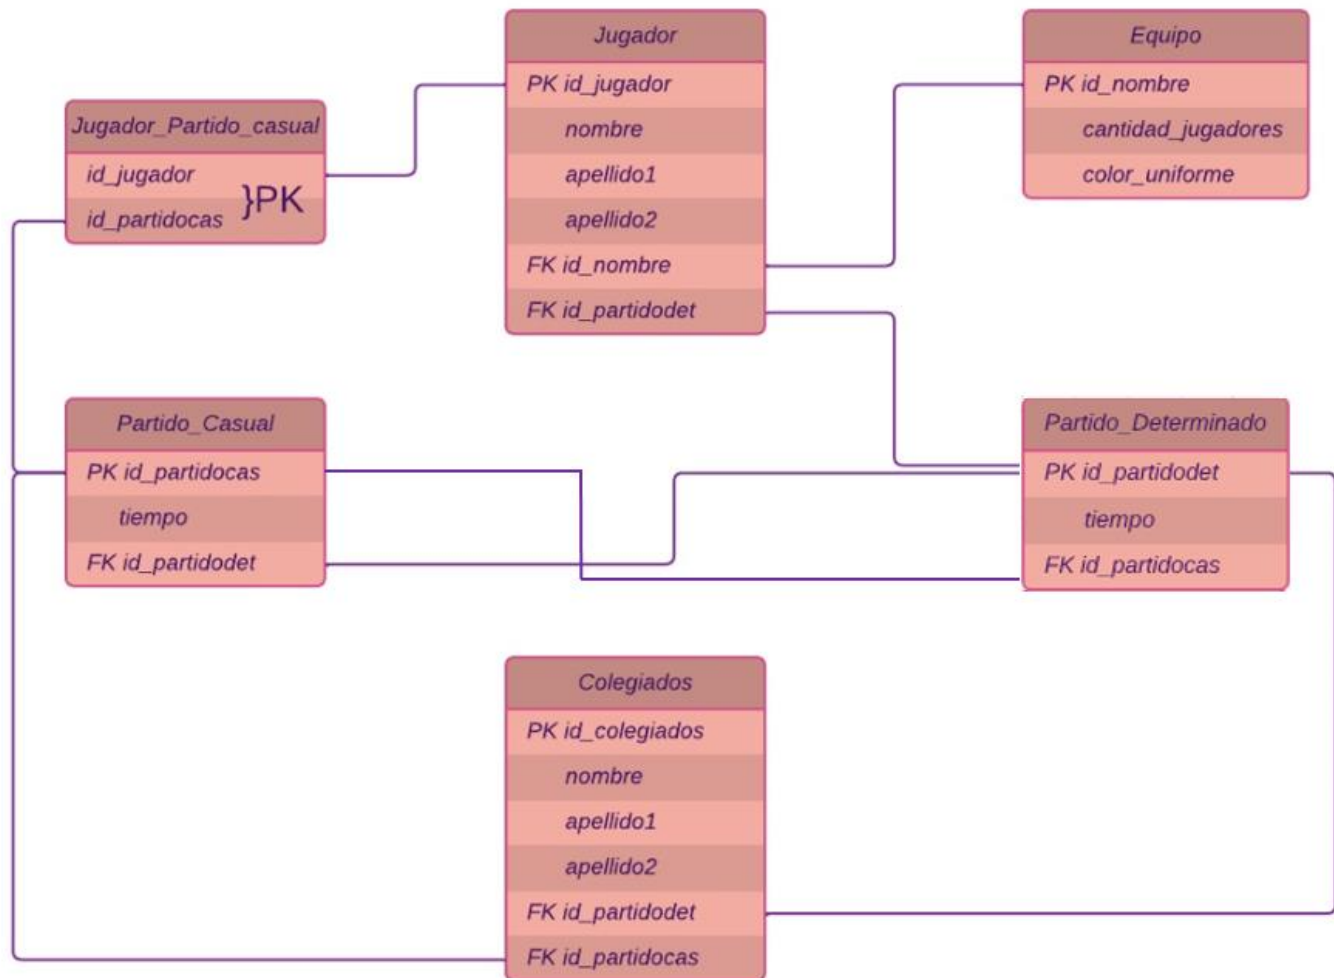 Jugador
PK id_jugador
nombre
apellido1
apellido2
FK id_nombre
FK id_partidodet
Equipo
PK id_nombre
cantidad_jugadores
color_uniforme
Jugador_Partido_casual
id_jugador
id_partidocas
}PK
Partido_Casual
PK id_partidocas
tiempo
FK id_partidodet
Partido_Determinado
PK id_partidodet
tiempo
FK id_partidocas
Colegiados
PK id_colegiados
nombre
apellido1
apellido2
FK id_partidodet
FK id_partidocas